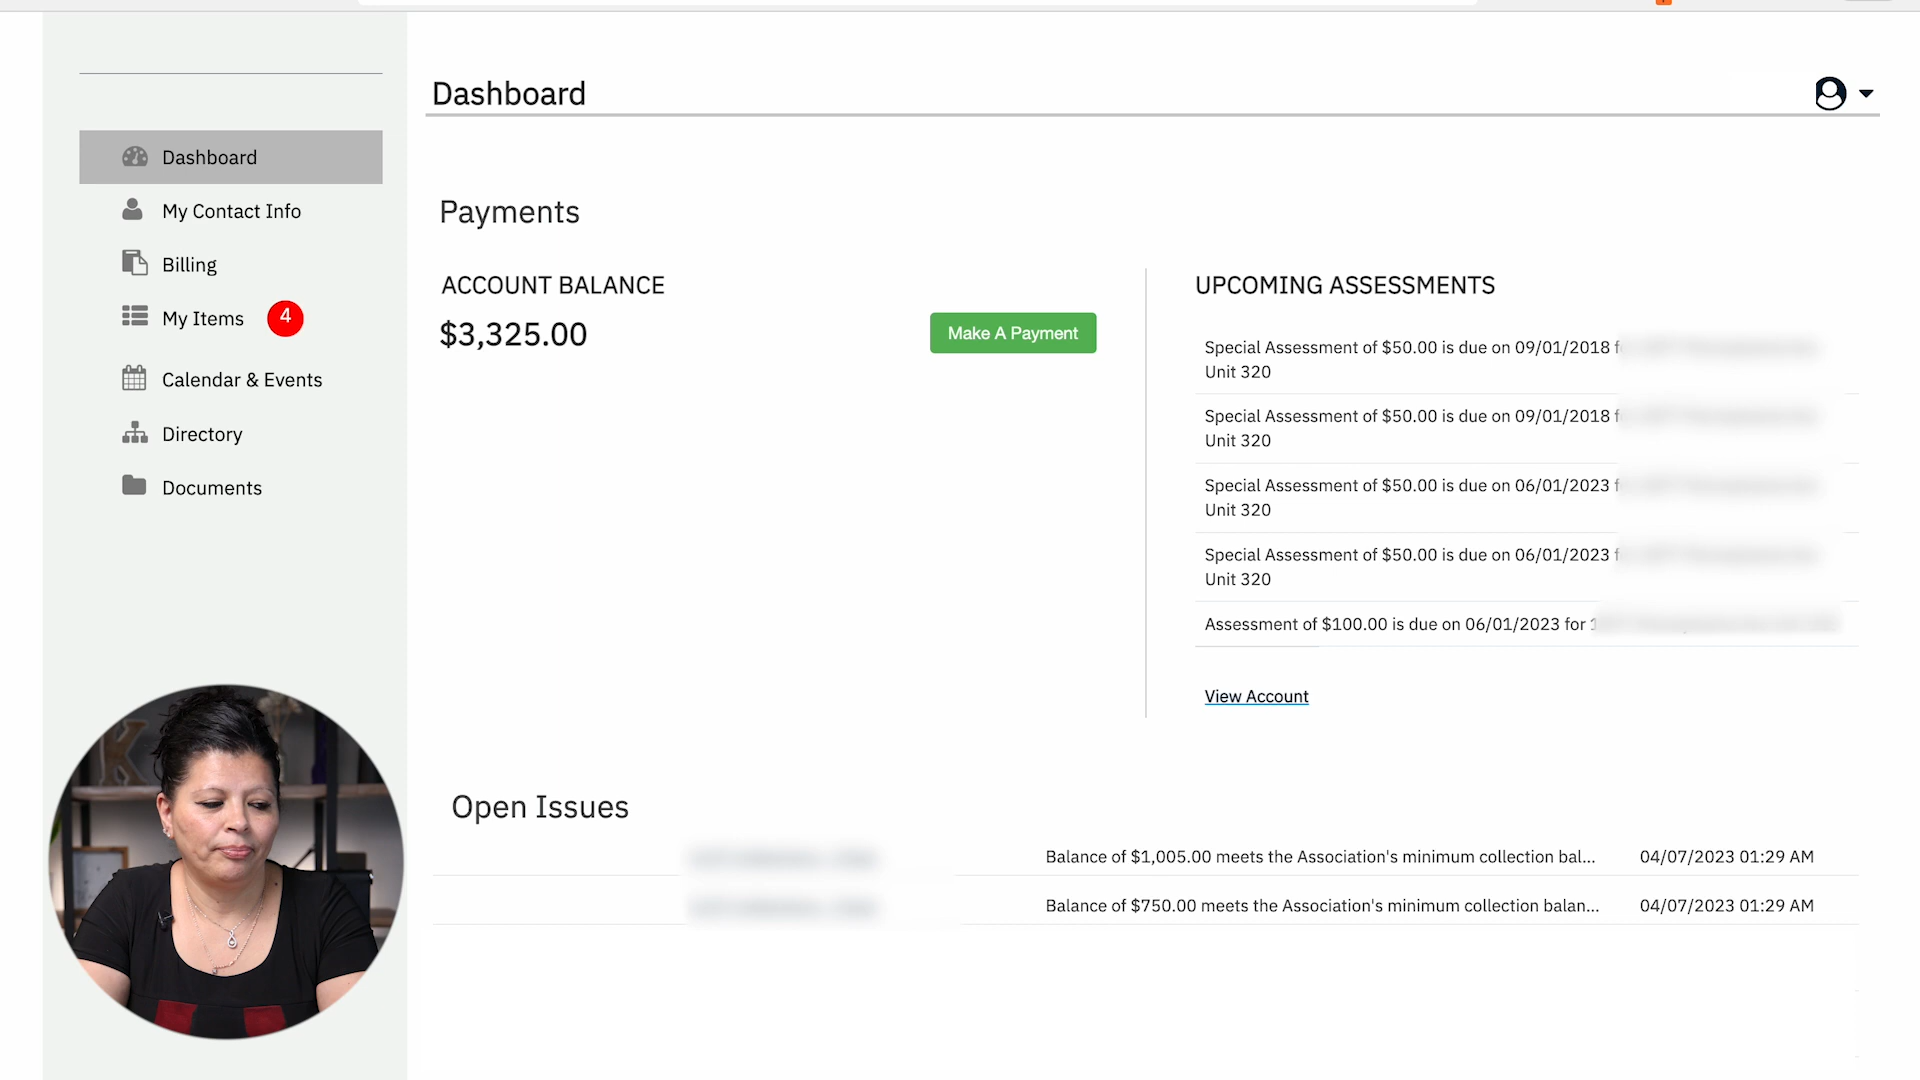 Dashboard
Dashboard
My Contact Info
Billing
My Items 4
Calendar & Events
Directory
Documents
Payments
ACCOUNT BALANCE
$3,325.00
Make A Payment
UPCOMING ASSESSMENTS
Special Assessment of $50.00 is due on 09/01/2018
Unit 320
Special Assessment of $50.00 is due on 09/01/2018
Unit 320
Special Assessment of $50.00 is due on 06/01/2023
Unit 320
Special Assessment of $50.00 is due on 06/01/2023
Unit 320
Assessment of $100.00 is due on 06/01/2023 for
View Account
Open Issues
Balance of $1,005.00 meets the Association's minimum collection bal... 04/07/2023 01:29 AM
Balance of $750.00 meets the Association's minimum collection balan... 04/07/2023 01:29 AM
K